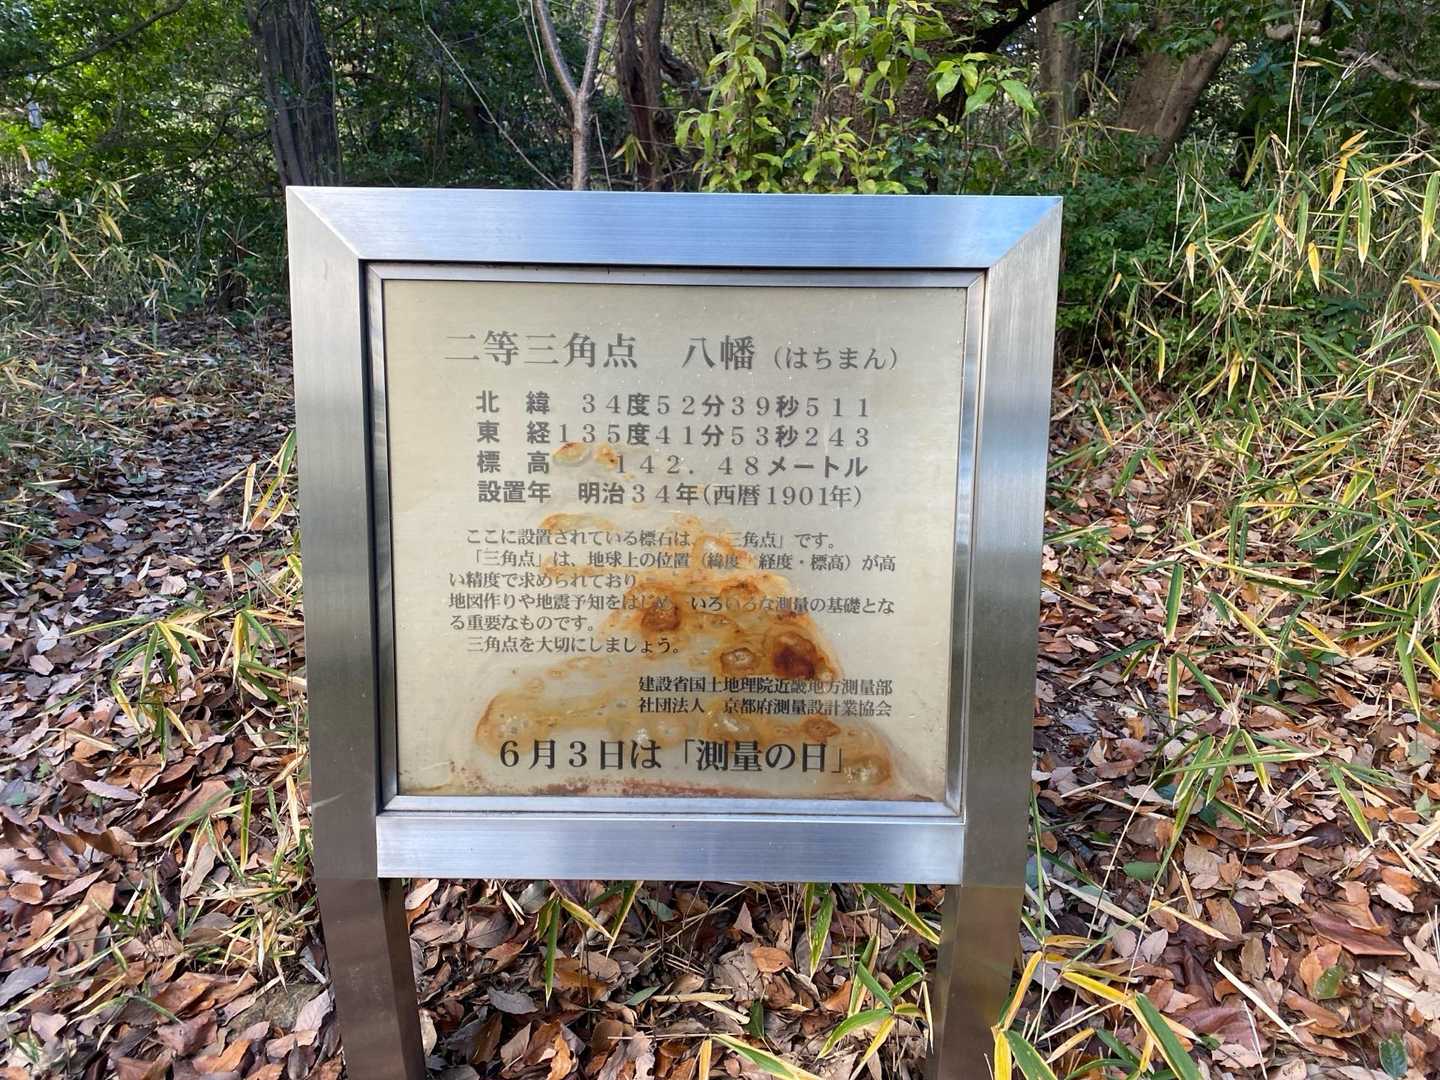 二等三角点　八幡（はちまん）
北　緯　３４度５２分３９秒５１１
東　経１３５度４１分５３秒２４３
標　高　　１４２．４８メートル
設置年　明治３４年（西暦１９０１年）
ここに設置されている標石は、「三角点」です。
「三角点」は、地球上の位置（緯度・経度・標高）が高
い精度で求められており、
地図作りや地震予知をはじめ、いろいろな測量の基礎とな
る重要なものです。
三角点を大切にしましょう。
建設省国土地理院近畿地方測量部
社団法人　京都府測量設計業協会
６月３日は「測量の日」